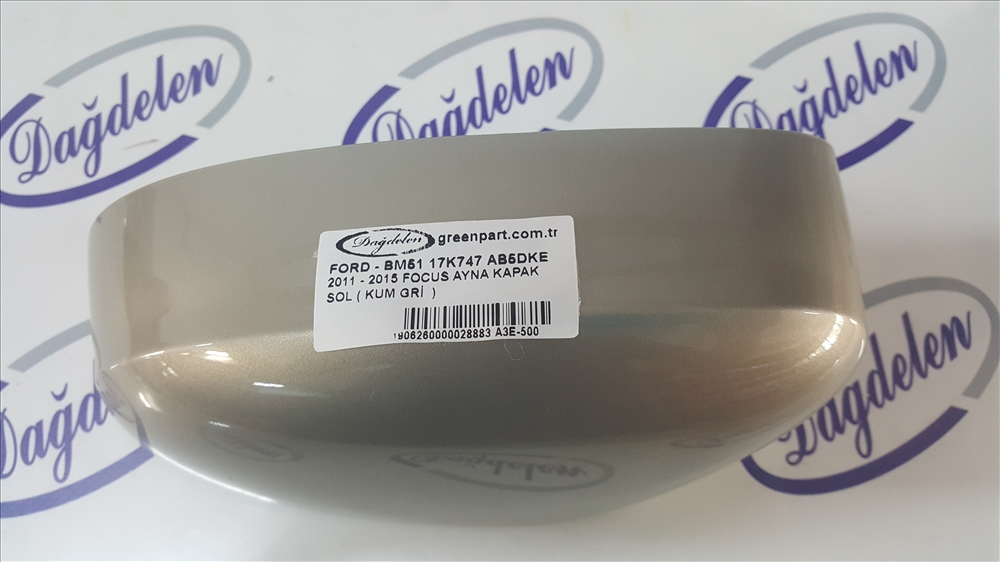 Dağdelen
Dağdelen
Dağdelen
Dağdelen greenpart.com.tr
FORD - BM51 17K747 AB5DKE
2011 - 2015 FOCUS AYNA KAPAK
SOL ( KUM GRİ )
1906260000028883 A3E-500
Dağdelen
Dağdelen